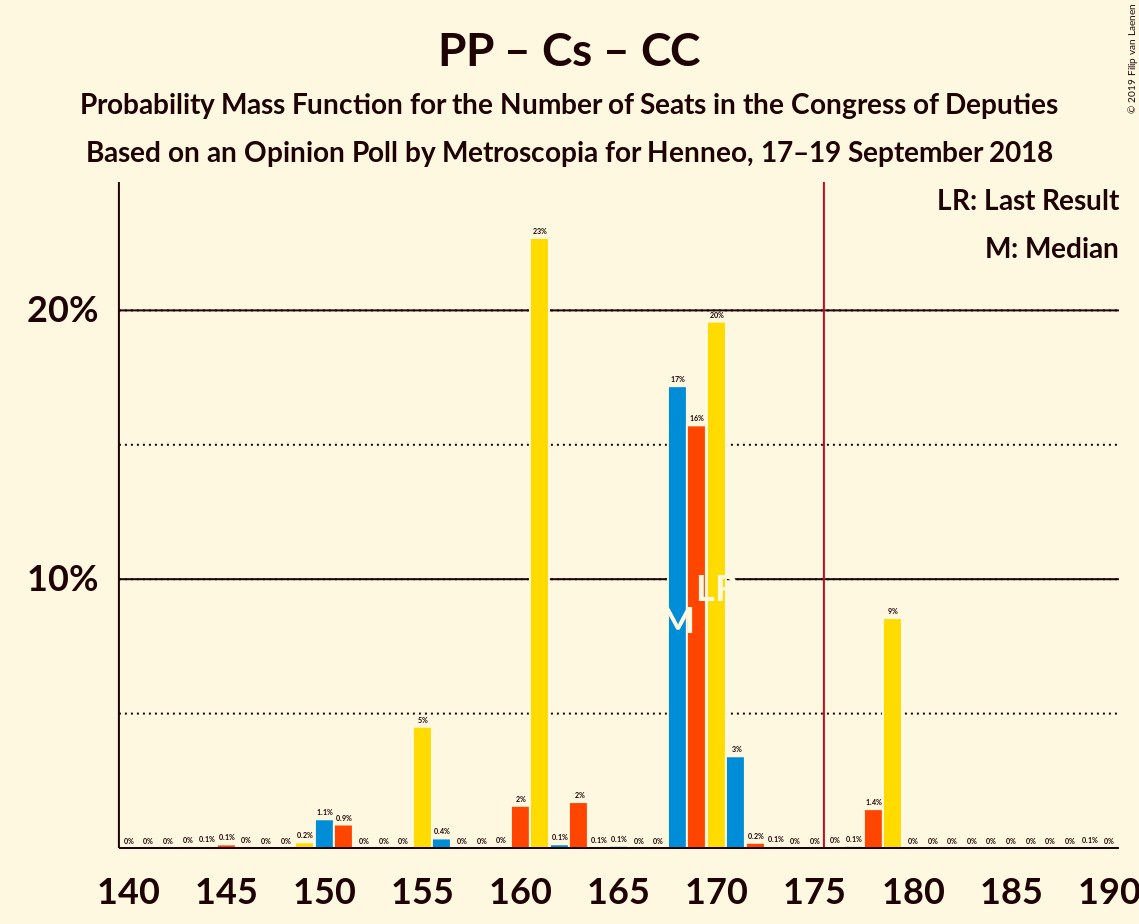 PP – Cs – CC
Probability Mass Function for the Number of Seats in the Congress of Deputies
Based on an Opinion Poll by Metroscopia for Henneo, 17–19 September 2018
© 2019 Filip van Laenen
LR: Last Result
M: Median
20%
10%
0% 0% 0% 0% 0.1% 0.1% 0% 0% 0% 0.2% 1.1% 0.9% 0% 0% 0% 5% 0.4% 0% 0% 0% 2% 23% 0.1% 2% 0.1% 0.1% 0% 0% 17% 16% 20% 3% 0.2% 0.1% 0% 0% 0% 0.1% 1.4% 9% 0% 0% 0% 0% 0% 0% 0% 0% 0% 0.1% 0%
M LR
140 145 150 155 160 165 170 175 180 185 190